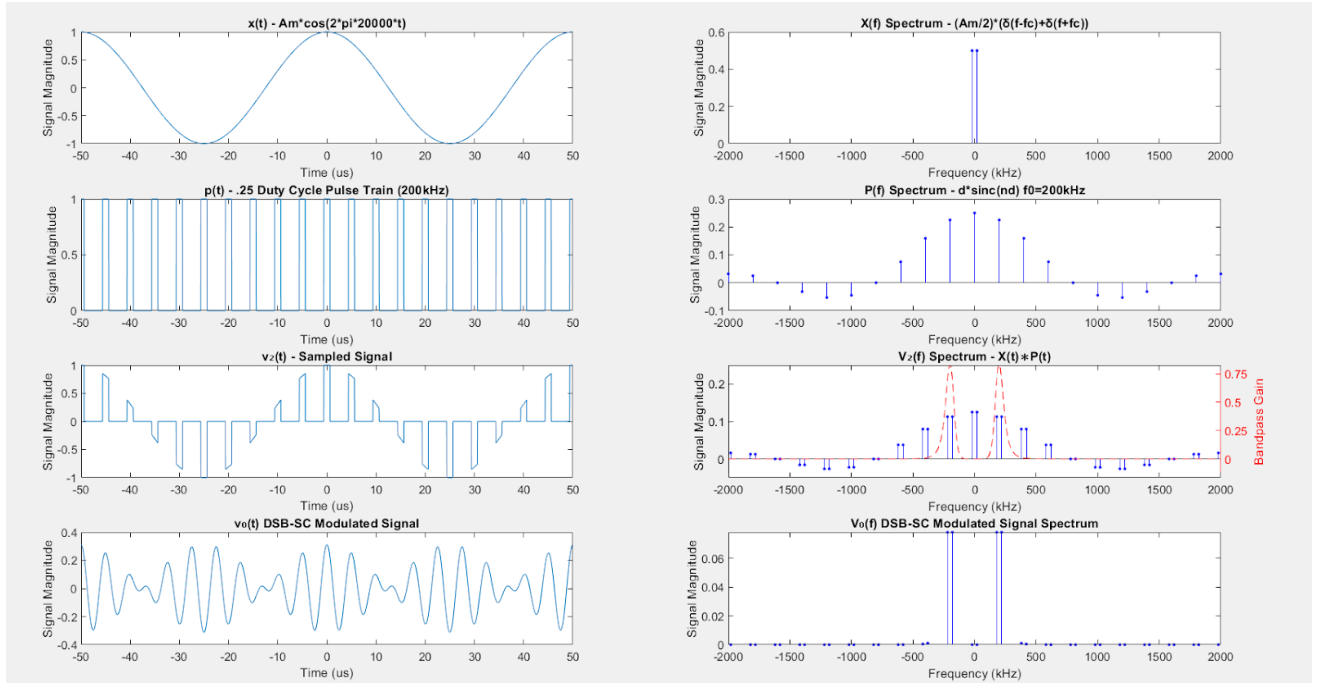 x(t) - Am*cos(2*pi*20000*t)
Signal Magnitude
1
0.5
0
-0.5
-1
-50 -40 -30 -20 -10 0 10 20 30 40 50
Time (us)
X(f) Spectrum - (Am/2)*(δ(f-fc)+δ(f+fc))
Signal Magnitude
0.6
0.4
0.2
0
-2000 -1500 -1000 -500 0 500 1000 1500 2000
Frequency (kHz)
p(t) - .25 Duty Cycle Pulse Train (200kHz)
Signal Magnitude
1
0.5
0
-50 -40 -30 -20 -10 0 10 20 30 40 50
Time (us)
P(f) Spectrum - d*sinc(nd) f0=200kHz
Signal Magnitude
0.3
0.2
0.1
0
-0.1
-2000 -1500 -1000 -500 0 500 1000 1500 2000
Frequency (kHz)
v₂(t) - Sampled Signal
Signal Magnitude
1
0.5
0
-0.5
-1
-50 -40 -30 -20 -10 0 10 20 30 40 50
Time (us)
V₂(f) Spectrum - X(t)∗P(t)
Signal Magnitude
0.2
0.1
0
-2000 -1500 -1000 -500 0 500 1000 1500 2000
Frequency (kHz)
0.75
0.50
0.25
0
Bandpass Gain
v₀(t) DSB-SC Modulated Signal
Signal Magnitude
0.4
0.2
0
-0.2
-0.4
-50 -40 -30 -20 -10 0 10 20 30 40 50
Time (us)
V₀(f) DSB-SC Modulated Signal Spectrum
Signal Magnitude
0.06
0.04
0.02
0
-2000 -1500 -1000 -500 0 500 1000 1500 2000
Frequency (kHz)